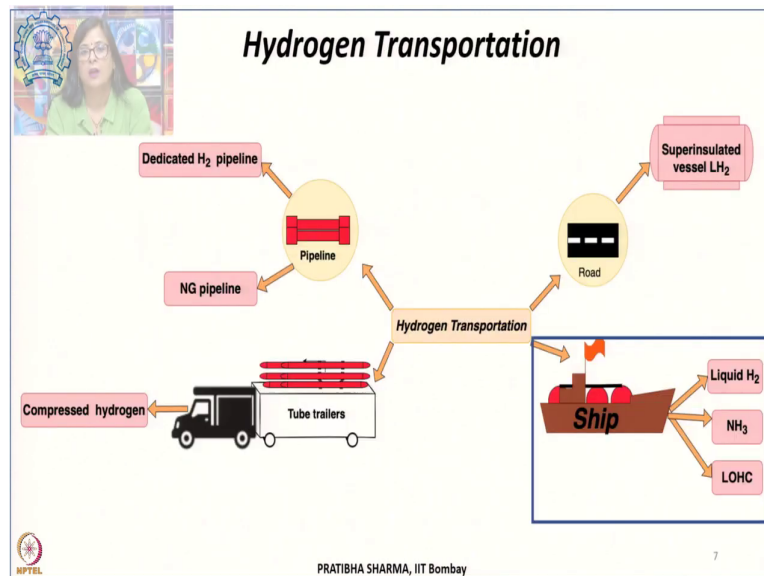 Hydrogen Transportation
Dedicated H₂ pipeline
Superinsulated
vessel LH₂
Pipeline
Road
NG pipeline
Hydrogen Transportation
Compressed hydrogen
Tube trailers
Ship
Liquid H₂
NH₃
LOHC
NPTEL
PRATIBHA SHARMA, IIT Bombay
7